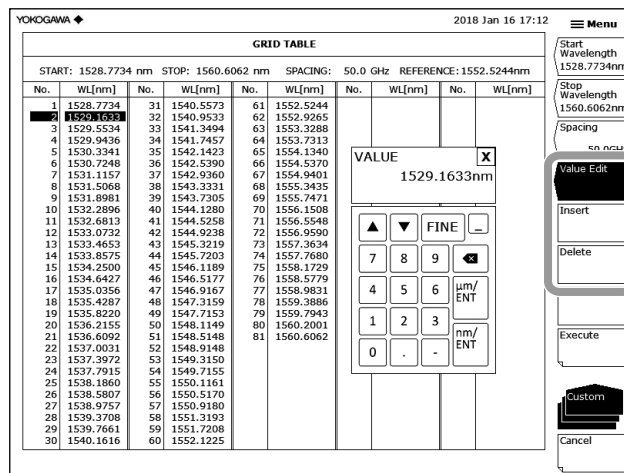 YOKOGAWA 2018 Jan 16 17:12
Menu
GRID TABLE
START: 1528.7734 nm STOP: 1560.6062 nm SPACING: 50.0 GHz REFERENCE:1552.5244nm
No. WL[nm] No. WL[nm] No. WL[nm] No. WL[nm] No. WL[nm]
1 1528.7734 31 1540.5573 61 1552.5244
2 1529.1633 32 1540.9533 62 1552.9265
3 1529.5534 33 1541.3494 63 1553.3288
4 1529.9436 34 1541.7457 64 1553.7313
5 1530.3341 35 1542.1423 65 1554.1340
6 1530.7248 36 1542.5390 66 1554.5370
7 1531.1157 37 1542.9360 67 1554.9401
8 1531.5068 38 1543.3331 68 1555.3435
9 1531.8981 39 1543.7305 69 1555.7471
10 1532.2896 40 1544.1280 70 1556.1508
11 1532.6813 41 1544.5258 71 1556.5548
12 1533.0732 42 1544.9238 72 1556.9590
13 1533.4653 43 1545.3219 73 1557.3634
14 1533.8575 44 1545.7203 74 1557.7680
15 1534.2500 45 1546.1189 75 1558.1729
16 1534.6427 46 1546.5177 76 1558.5779
17 1535.0356 47 1546.9167 77 1558.9831
18 1535.4287 48 1547.3159 78 1559.3886
19 1535.8220 49 1547.7153 79 1559.7943
20 1536.2155 50 1548.1149 80 1560.2001
21 1536.6092 51 1548.5148 81 1560.6062
22 1537.0031 52 1548.9148
23 1537.3972 53 1549.3150
24 1537.7915 54 1549.7155
25 1538.1860 55 1550.1161
26 1538.5807 56 1550.5170
27 1538.9757 57 1550.9180
28 1539.3708 58 1551.3193
29 1539.7661 59 1551.7208
30 1540.1616 60 1552.1225
VALUE X
1529.1633nm
FINE _
7 8 9
4 5 6 µm/
ENT
1 2 3 nm/
ENT
0 . -
Start
Wavelength
1528.7734nm
Stop
Wavelength
1560.6062nm
Spacing
50.0GHz
Value Edit
Insert
Delete
Execute
Custom
Cancel